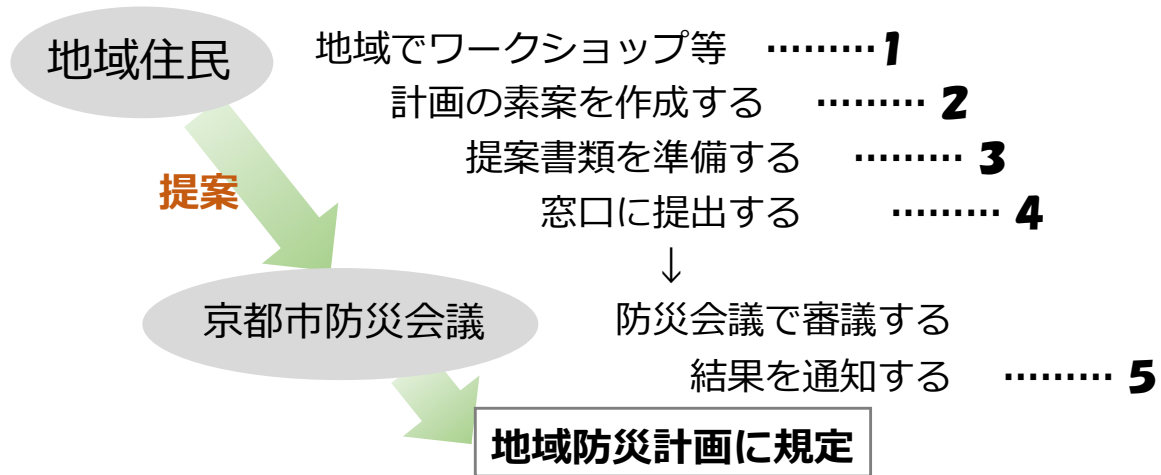 地域住民
地域でワークショップ等 ………1
計画の素案を作成する ………2
提案書類を準備する ………3
提案
窓口に提出する ………4
↓
京都市防災会議
防災会議で審議する
結果を通知する ………5
地域防災計画に規定